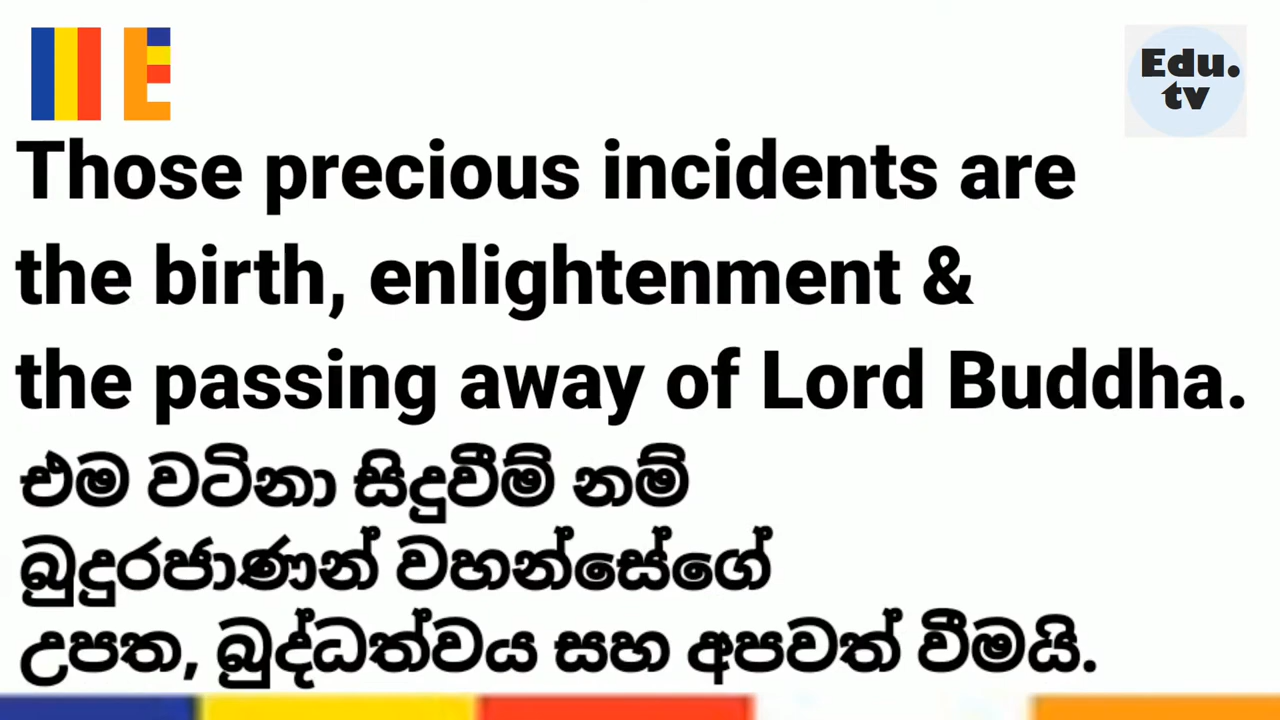 Edu.
tv
Those precious incidents are
the birth, enlightenment &
the passing away of Lord Buddha.
එම වටිනා සිදුවීම් නම්
බුදුරජාණන් වහන්සේගේ
උපත, බුද්ධත්වය සහ අපවත් වීමයි.